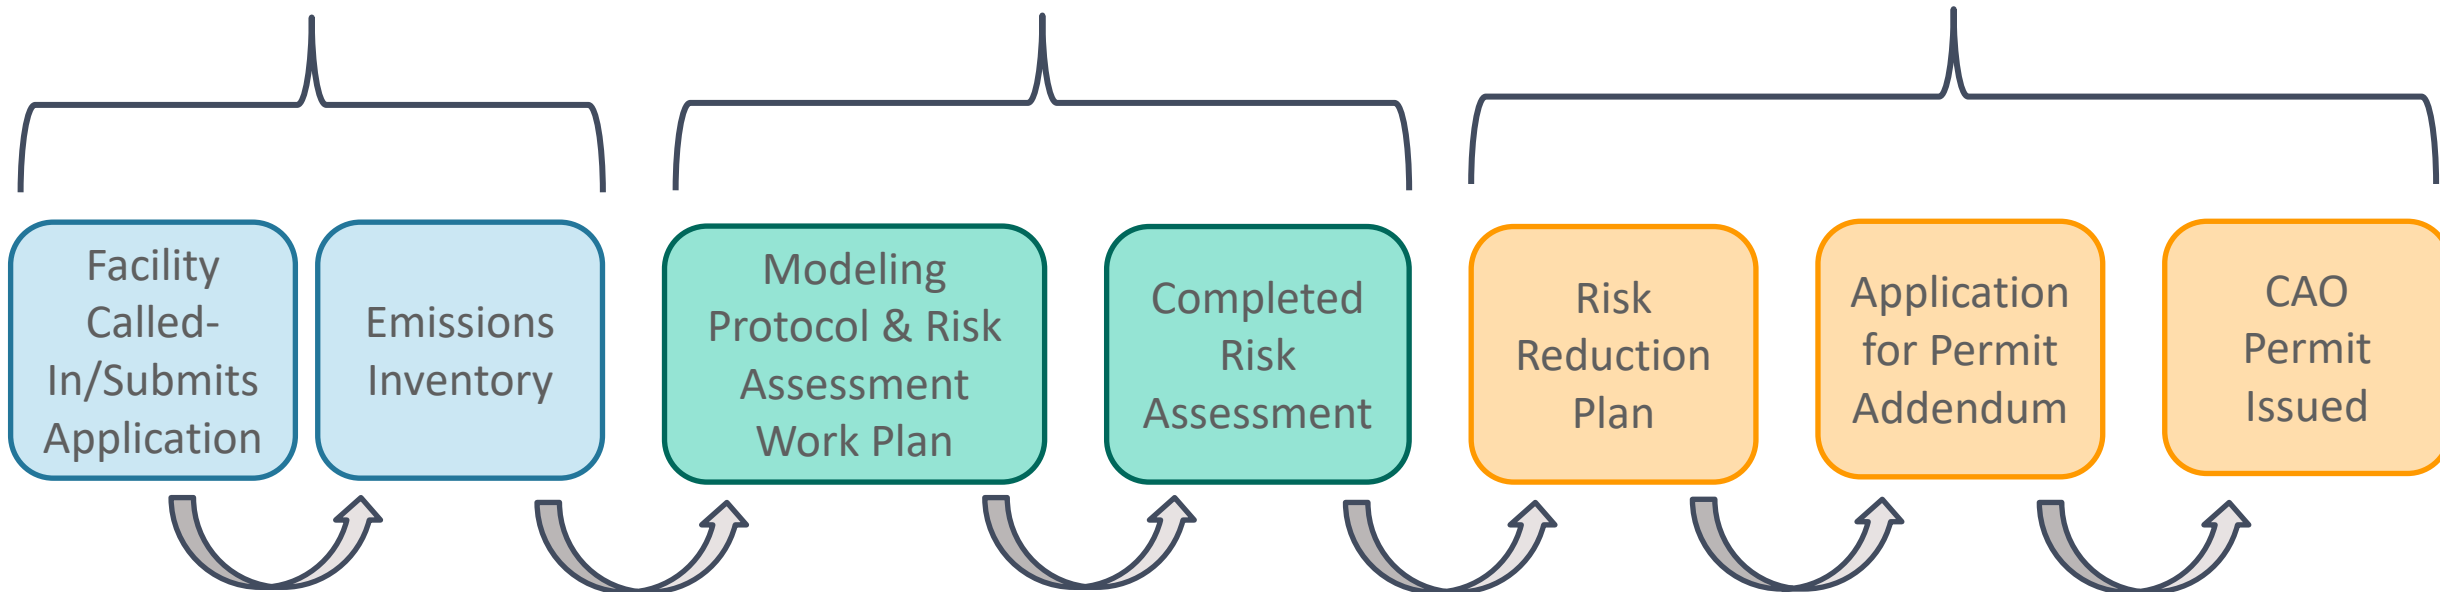 Facility
Called-
In/Submits
Application
Emissions
Inventory
Modeling
Protocol & Risk
Assessment
Work Plan
Completed
Risk
Assessment
Risk
Reduction
Plan
Application
for Permit
Addendum
CAO
Permit
Issued